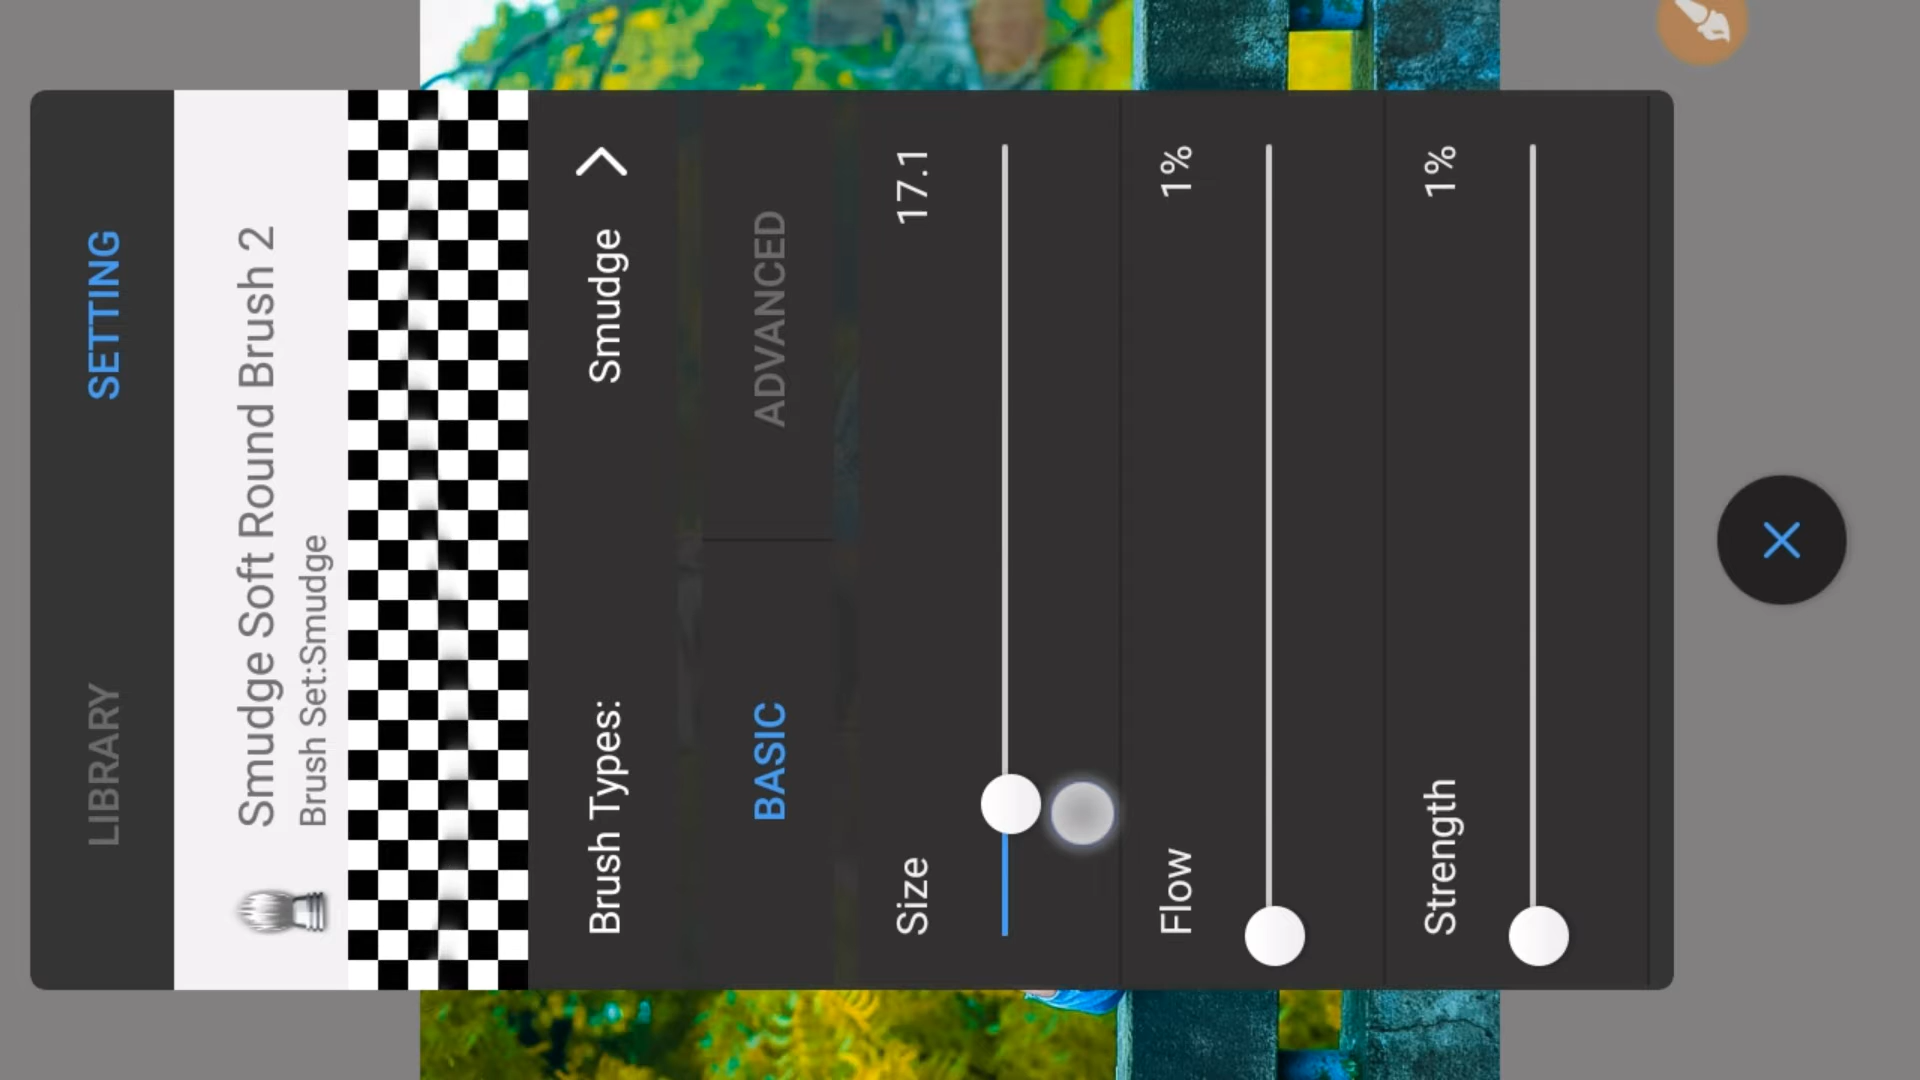 LIBRARY SETTING
Smudge Soft Round Brush 2
Brush Set:Smudge
Brush Types: Smudge
BASIC ADVANCED
Size 17.1
Flow 1%
Strength 1%